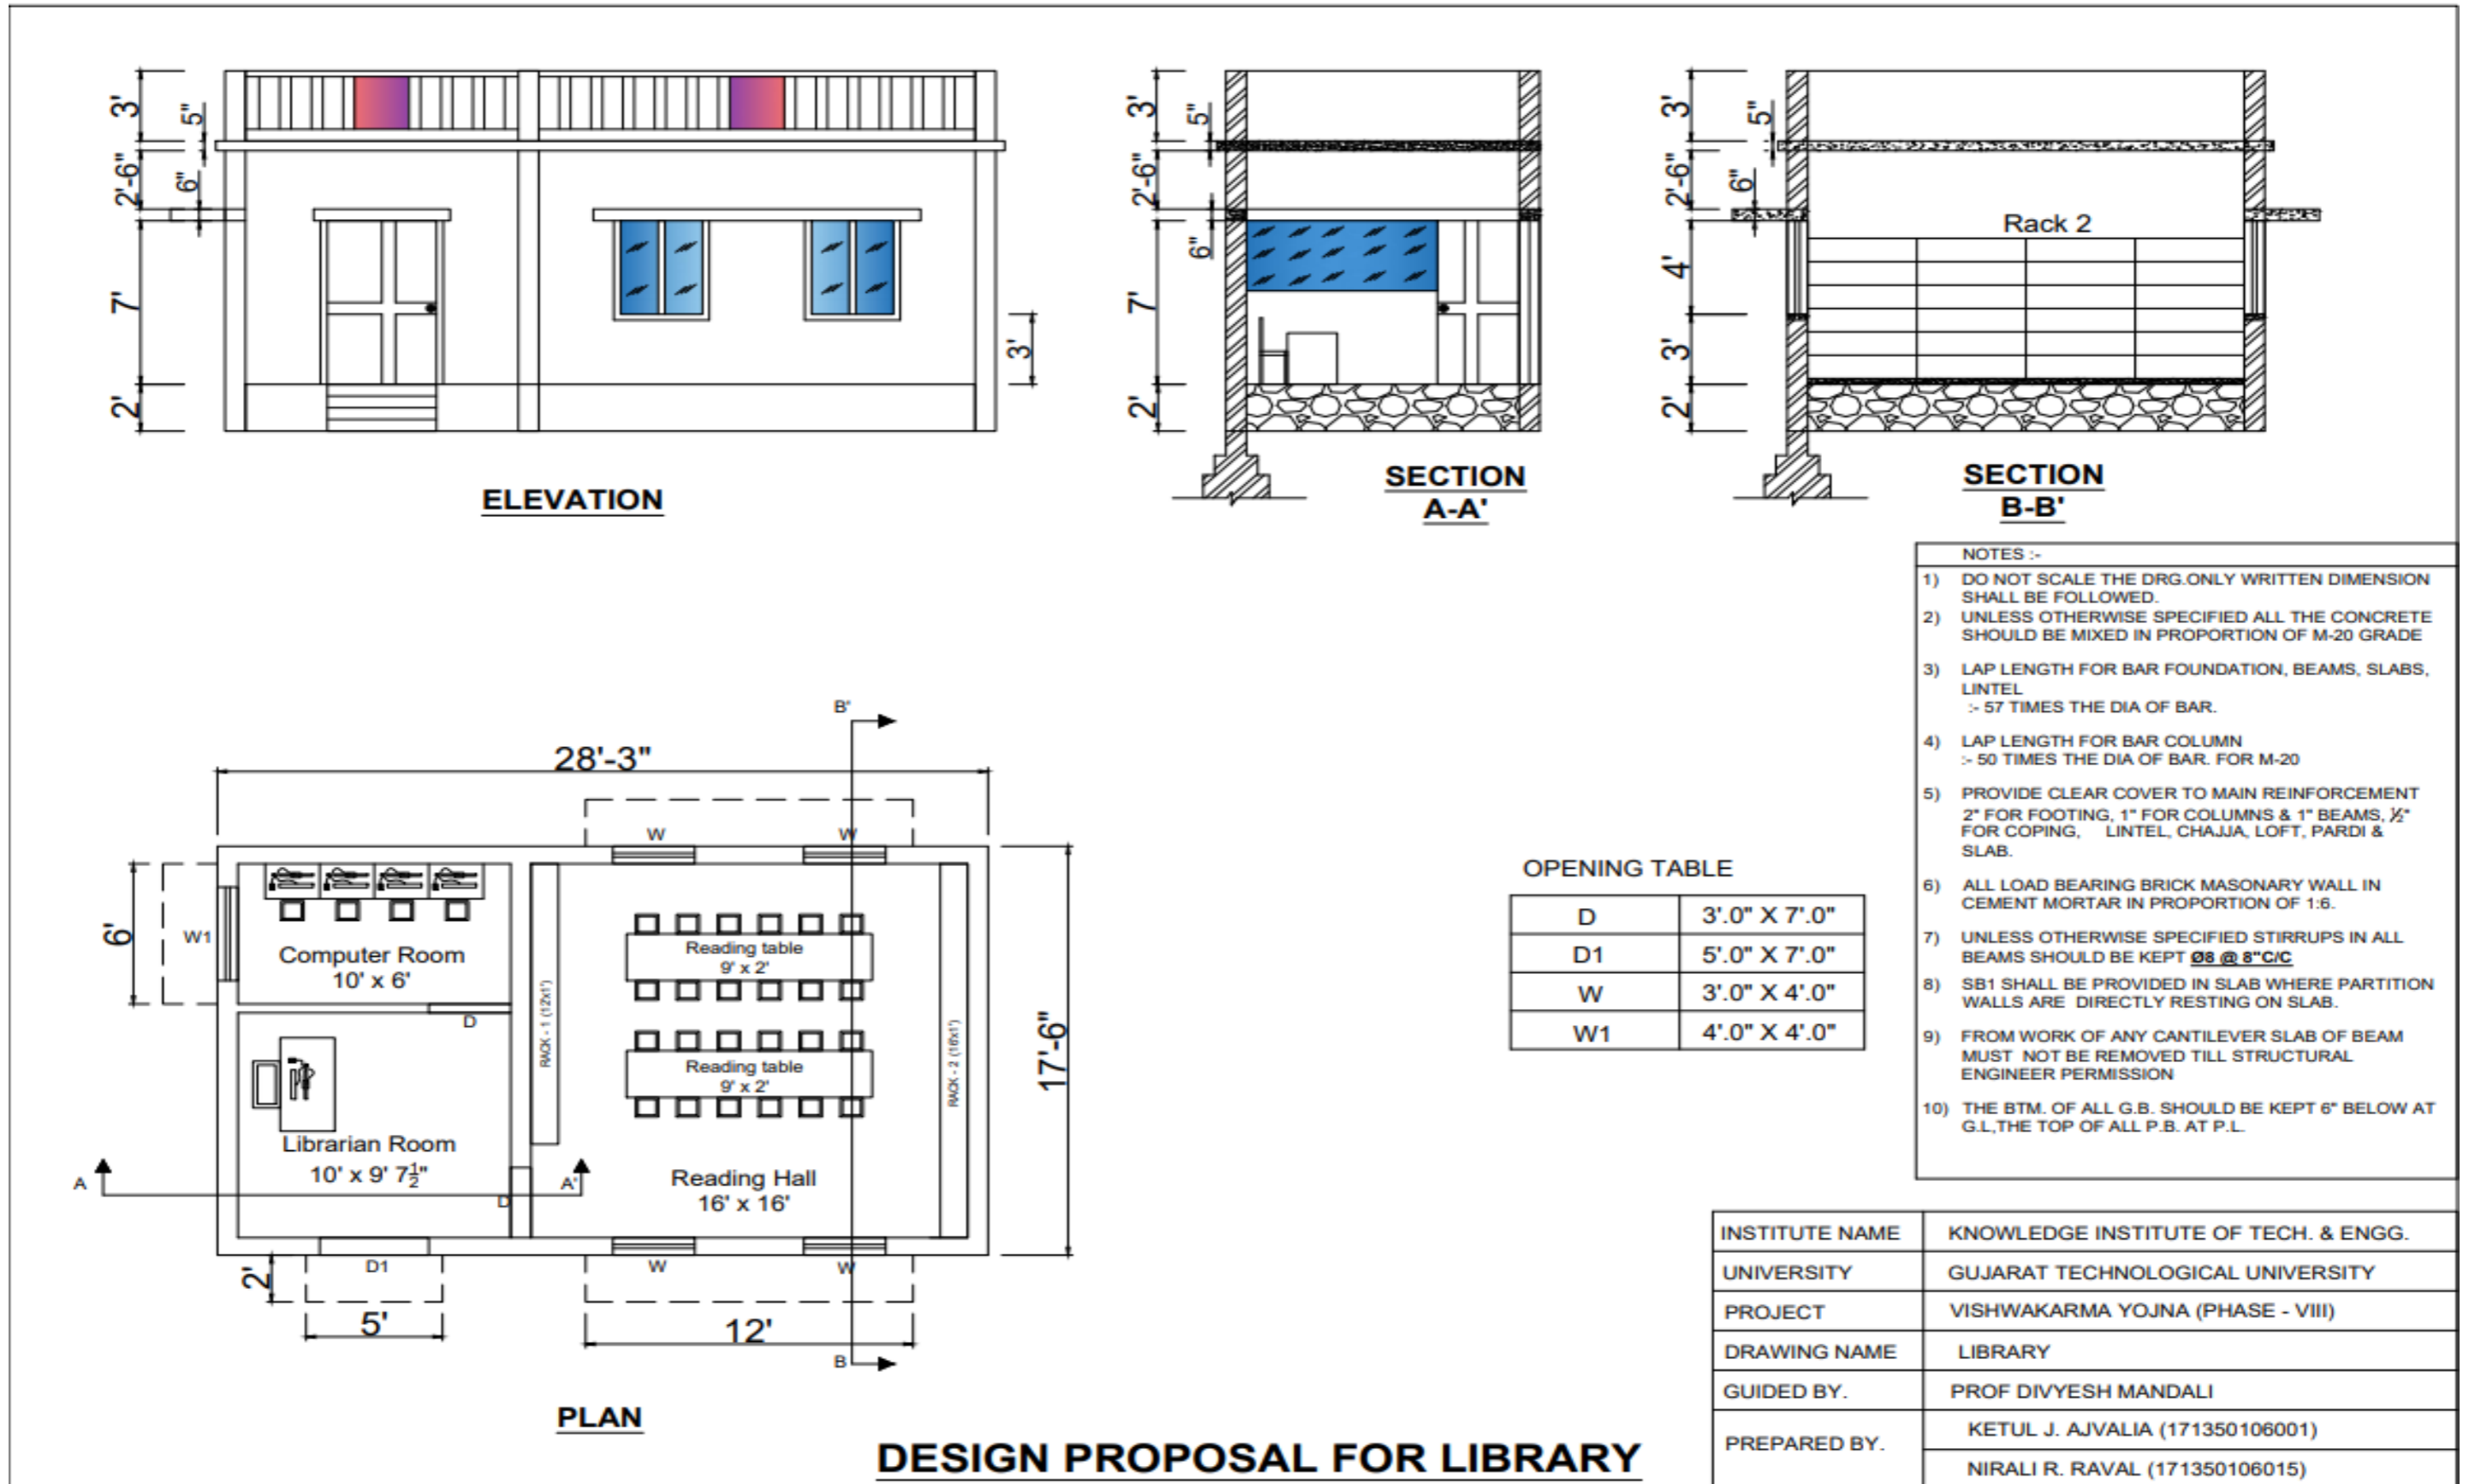 3'
5"
2'-6"
6"
7'
2'
3'
ELEVATION
3'
5"
2'-6"
6"
7'
2'
SECTION
A-A'
3'
5"
2'-6"
6"
4'
3'
2'
Rack 2
SECTION
B-B'
NOTES :-
1) DO NOT SCALE THE DRG.ONLY WRITTEN DIMENSION
SHALL BE FOLLOWED.
2) UNLESS OTHERWISE SPECIFIED ALL THE CONCRETE
SHOULD BE MIXED IN PROPORTION OF M-20 GRADE
3) LAP LENGTH FOR BAR FOUNDATION, BEAMS, SLABS,
LINTEL
:- 57 TIMES THE DIA OF BAR.
4) LAP LENGTH FOR BAR COLUMN
:- 50 TIMES THE DIA OF BAR. FOR M-20
5) PROVIDE CLEAR COVER TO MAIN REINFORCEMENT
2" FOR FOOTING, 1" FOR COLUMNS & 1" BEAMS, ½"
FOR COPING, LINTEL, CHAJJA, LOFT, PARDI &
SLAB.
6) ALL LOAD BEARING BRICK MASONARY WALL IN
CEMENT MORTAR IN PROPORTION OF 1:6.
7) UNLESS OTHERWISE SPECIFIED STIRRUPS IN ALL
BEAMS SHOULD BE KEPT Ø8 @ 8"C/C
8) SB1 SHALL BE PROVIDED IN SLAB WHERE PARTITION
WALLS ARE DIRECTLY RESTING ON SLAB.
9) FROM WORK OF ANY CANTILEVER SLAB OF BEAM
MUST NOT BE REMOVED TILL STRUCTURAL
ENGINEER PERMISSION
10) THE BTM. OF ALL G.B. SHOULD BE KEPT 6" BELOW AT
G.L,THE TOP OF ALL P.B. AT P.L.
B'
28'-3"
W W
6'
W1
Computer Room
10' x 6'
D
RACK - 1 (12x1')
Reading table
9' x 2'
Reading table
9' x 2'
RACK - 2 (16x1')
17'-6"
Librarian Room
10' x 9' 7½"
A
A'
D
Reading Hall
16' x 16'
2'
D1
W W
5'
12'
B
PLAN
OPENING TABLE
D 3'.0" X 7'.0"
D1 5'.0" X 7'.0"
W 3'.0" X 4'.0"
W1 4'.0" X 4'.0"
INSTITUTE NAME KNOWLEDGE INSTITUTE OF TECH. & ENGG.
UNIVERSITY GUJARAT TECHNOLOGICAL UNIVERSITY
PROJECT VISHWAKARMA YOJNA (PHASE - VIII)
DRAWING NAME LIBRARY
GUIDED BY. PROF DIVYESH MANDALI
PREPARED BY. KETUL J. AJVALIA (171350106001)
NIRALI R. RAVAL (171350106015)
DESIGN PROPOSAL FOR LIBRARY